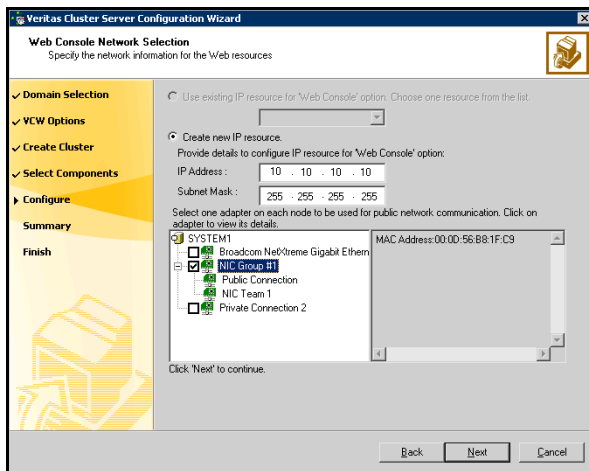 Veritas Cluster Server Configuration Wizard
Web Console Network Selection
Specify the network information for the Web resources
Domain Selection
VCW Options
Create Cluster
Select Components
Configure
Summary
Finish
Use existing IP resource for 'Web Console' option. Choose one resource from the list.
Create new IP resource.
Provide details to configure IP resource for 'Web Console' option:
IP Address : 10 . 10 . 10 . 10
Subnet Mask : 255 . 255 . 255 . 255
Select one adapter on each node to be used for public network communication. Click on
adapter to view its details.
SYSTEM1
Broadcom NetXtreme Gigabit Ethern
NIC Group #1
Public Connection
NIC Team 1
Private Connection 2
MAC Address:00:0D:56:B8:1F:C9
Click 'Next' to continue.
Back Next Cancel